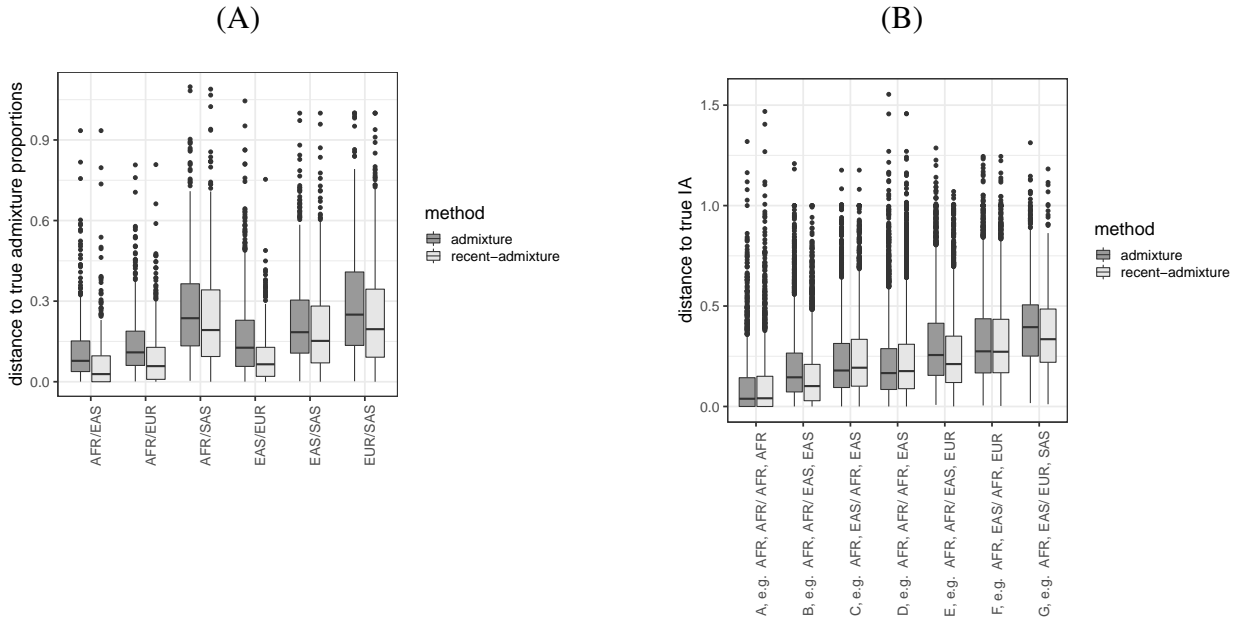 (A)
distance to true admixture proportions
0.9
0.6
0.3
0.0
AFR/EAS
AFR/EUR
AFR/SAS
EAS/EUR
EAS/SAS
EUR/SAS
method
admixture
recent−admixture
(B)
distance to true IA
1.5
1.0
0.5
0.0
A, e.g. AFR, AFR/ AFR, AFR
B, e.g. AFR, AFR/ EAS, EAS
C, e.g. AFR, EAS/ AFR, EAS
D, e.g. AFR, AFR/ AFR, EAS
E, e.g. AFR, AFR/ EAS, EUR
F, e.g. AFR, EAS/ AFR, EUR
G, e.g. AFR, EAS/ EUR, SAS
method
admixture
recent−admixture